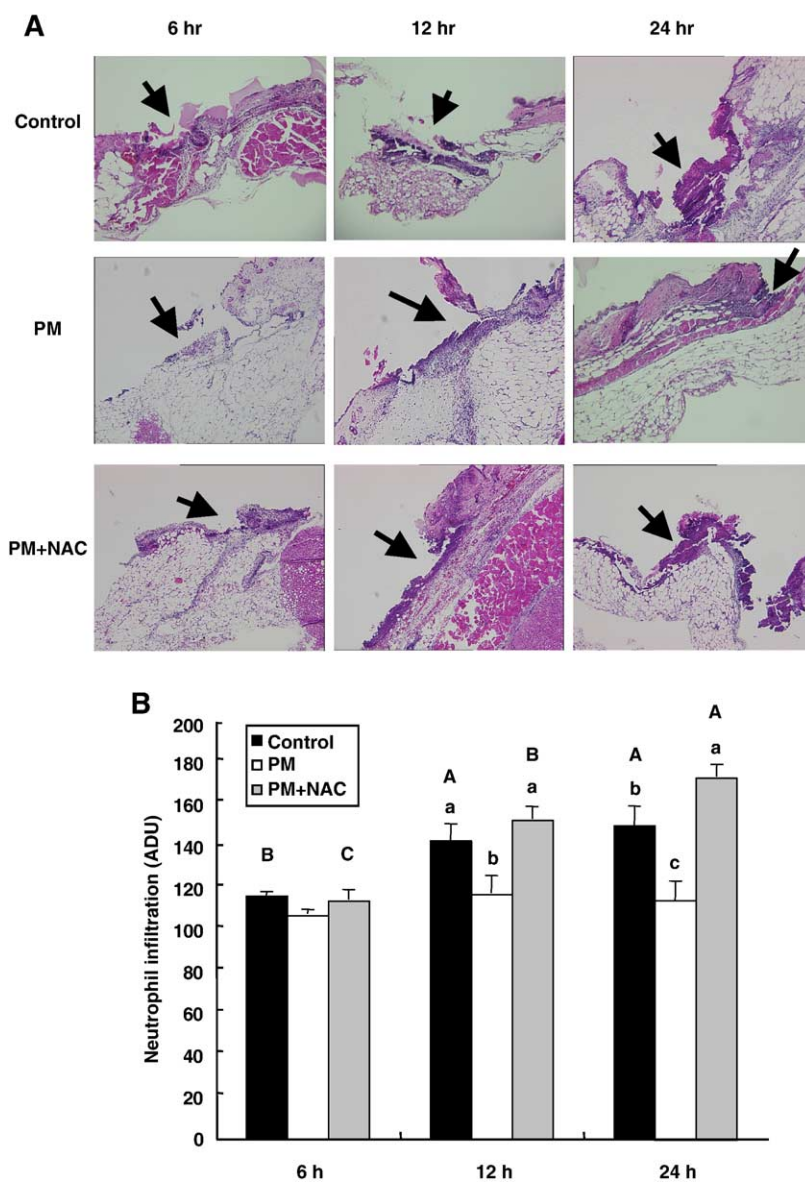 A
6 hr 12 hr 24 hr
Control
PM
PM+NAC
B
Neutrophil infiltration (ADU)
200
180
160
140
120
100
80
60
40
20
0
Control
PM
PM+NAC
B C
A B A A
a b a b c a
6 h 12 h 24 h